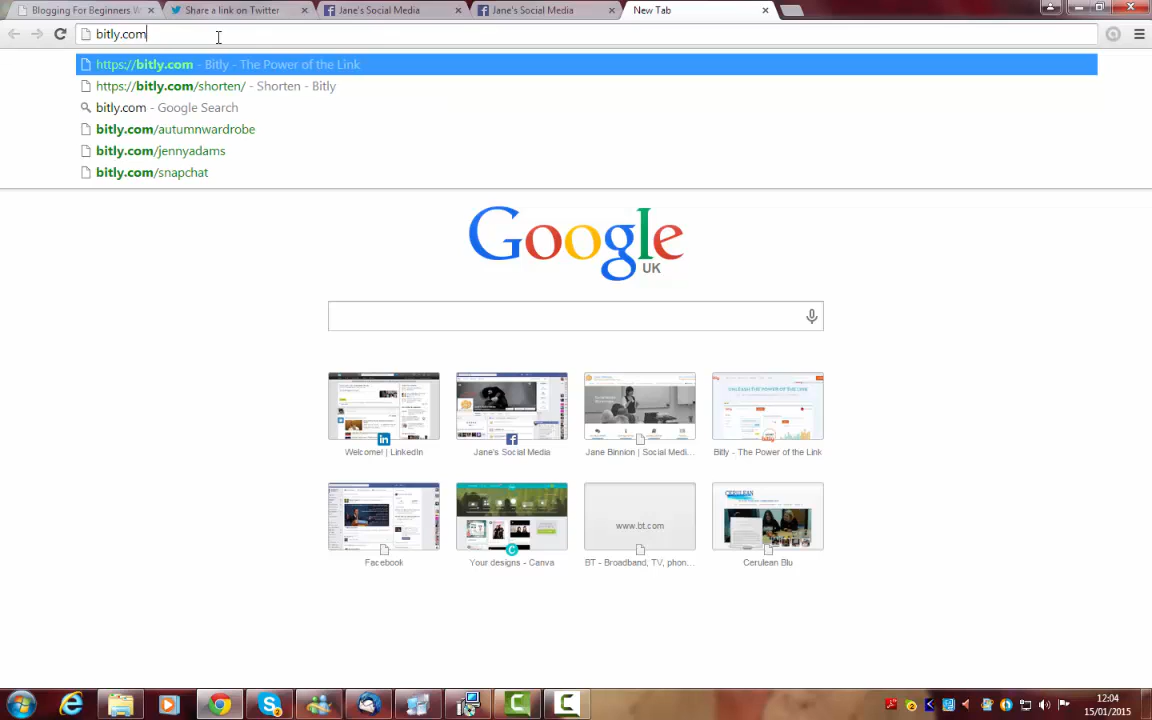 Blogging For Beginners W
Share a link on Twitter
Jane's Social Media
Jane's Social Media
New Tab
bitly.com
https://bitly.com - Bitly - The Power of the Link
https://bitly.com/shorten/ - Shorten - Bitly
bitly.com - Google Search
bitly.com/autumnwardrobe
bitly.com/jennyadams
bitly.com/snapchat
Google
UK
Welcome! | LinkedIn
Jane's Social Media
Jane Binnion | Social Medi...
Bitly - The Power of the Link
www.bt.com
Facebook
Your designs - Canva
BT - Broadband, TV, phon...
Cerulean Blu
12:04
15/01/2015